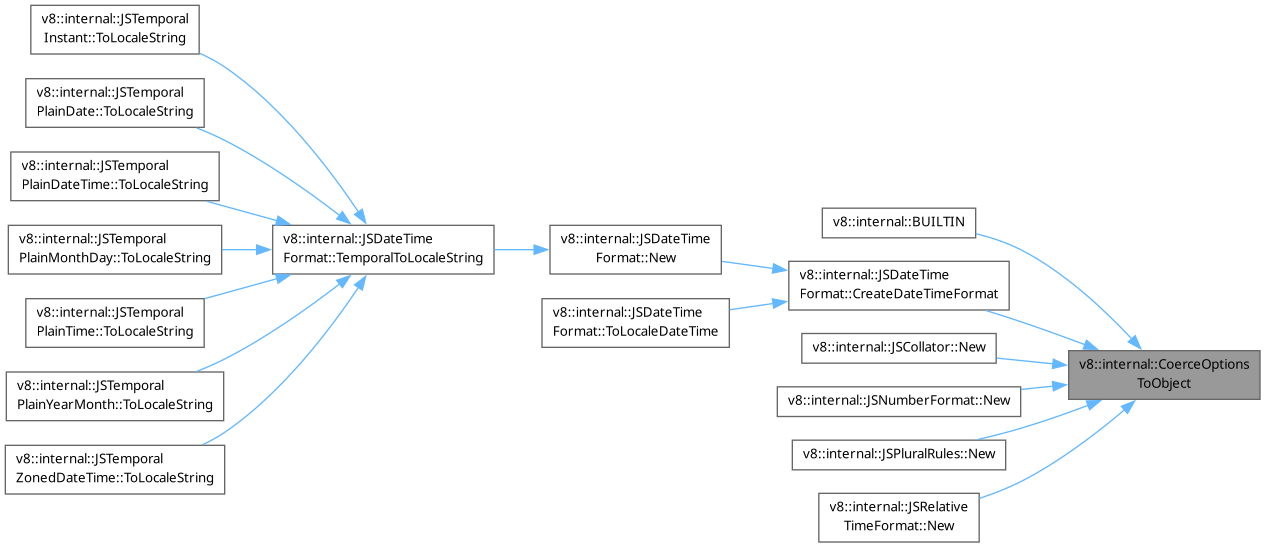 v8::internal::JSTemporal
Instant::ToLocaleString
v8::internal::JSTemporal
PlainDate::ToLocaleString
v8::internal::JSTemporal
PlainDateTime::ToLocaleString
v8::internal::JSTemporal
PlainMonthDay::ToLocaleString
v8::internal::JSTemporal
PlainTime::ToLocaleString
v8::internal::JSTemporal
PlainYearMonth::ToLocaleString
v8::internal::JSTemporal
ZonedDateTime::ToLocaleString
v8::internal::JSDateTime
Format::TemporalToLocaleString
v8::internal::JSDateTime
Format::New
v8::internal::JSDateTime
Format::ToLocaleDateTime
v8::internal::BUILTIN
v8::internal::JSDateTime
Format::CreateDateTimeFormat
v8::internal::JSCollator::New
v8::internal::JSNumberFormat::New
v8::internal::JSPluralRules::New
v8::internal::JSRelative
TimeFormat::New
v8::internal::CoerceOptions
ToObject